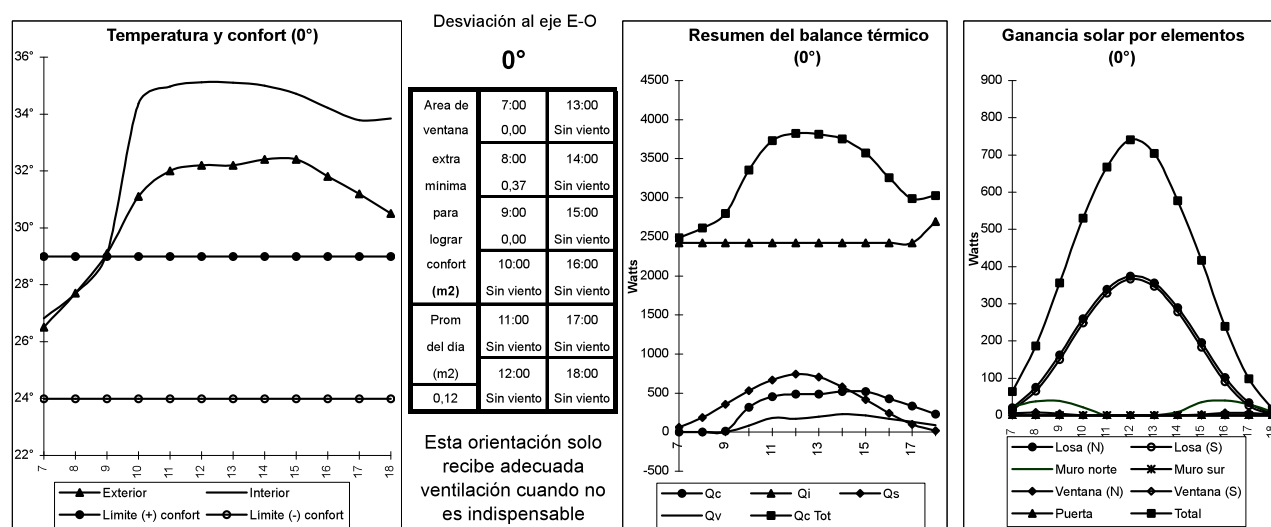 Temperatura y confort (0°)
36°
34°
32°
30°
28°
26°
24°
22°
7 8 9 10 11 12 13 14 15 16 17 18
Exterior Interior
Limite (+) confort Limite (-) confort
Desviación al eje E-O
0°
Area de 7:00 13:00
ventana 0,00 Sin viento
extra 8:00 14:00
mínima 0,37 Sin viento
para 9:00 15:00
lograr 0,00 Sin viento
confort 10:00 16:00
(m2) Sin viento Sin viento
Prom 11:00 17:00
del dia Sin viento Sin viento
(m2) 12:00 18:00
0,12 Sin viento Sin viento
Esta orientación solo
recibe adecuada
ventilación cuando no
es indispensable
Resumen del balance térmico
(0°)
4500
4000
3500
3000
2500
2000
1500
1000
500
0
-500
Watts
7 9 11 13 15 17
Qc Qi Qs
Qv Qc Tot
Ganancia solar por elementos
(0°)
900
800
700
600
500
400
300
200
100
0
Watts
7 8 9 10 11 12 13 14 15 16 17 18
Losa (N) Losa (S)
Muro norte Muro sur
Ventana (N) Ventana (S)
Puerta Total